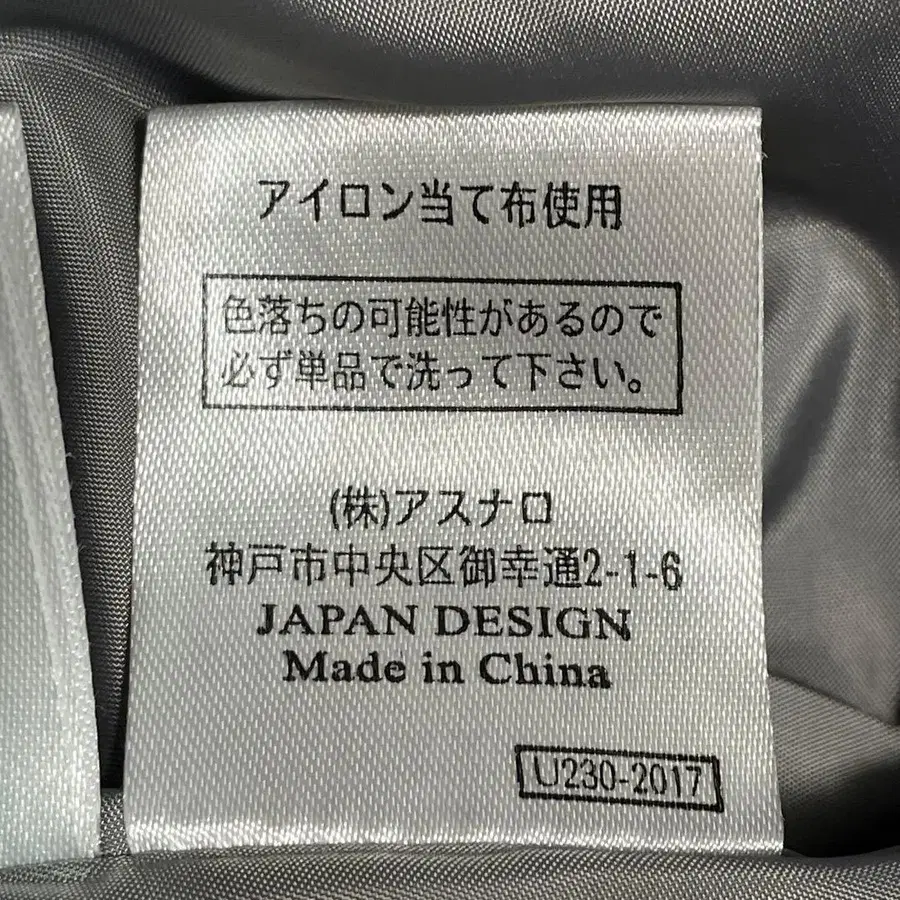 アイロン当て布使用
色落ちの可能性があるので
必ず単品で洗って下さい。
(株)アスナロ
神戸市中央区御幸通2-1-6
JAPAN DESIGN
Made in China
U230-2017